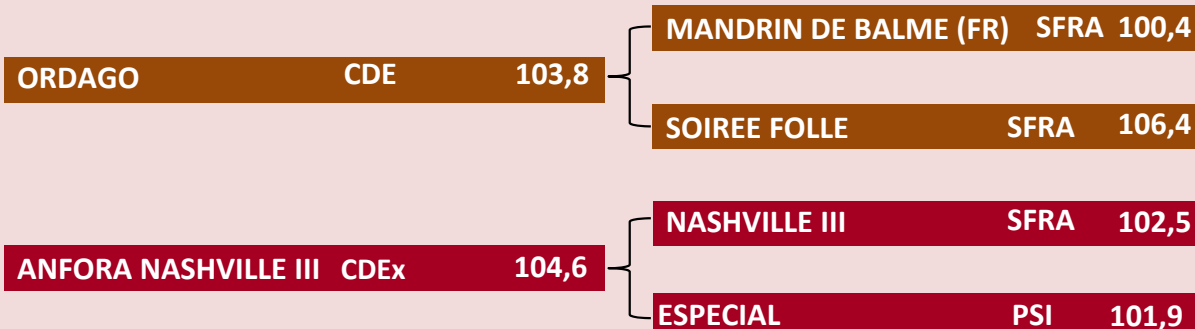 MANDRIN DE BALME (FR) SFRA 100,4
ORDAGO CDE 103,8
SOIREE FOLLE SFRA 106,4
NASHVILLE III SFRA 102,5
ANFORA NASHVILLE III CDEx 104,6
ESPECIAL PSI 101,9